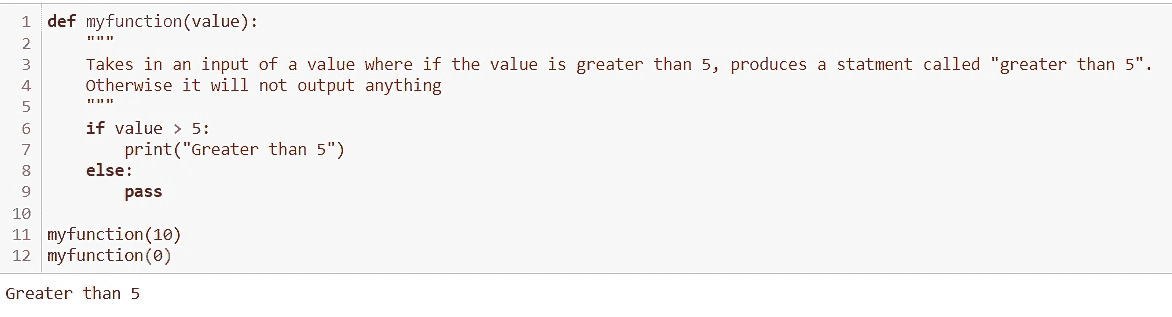 1 def myfunction(value):
2     """
3     Takes in an input of a value where if the value is greater than 5, produces a statment called "greater than 5".
4     Otherwise it will not output anything
5     """
6     if value > 5:
7         print("Greater than 5")
8     else:
9         pass
10
11 myfunction(10)
12 myfunction(0)
Greater than 5